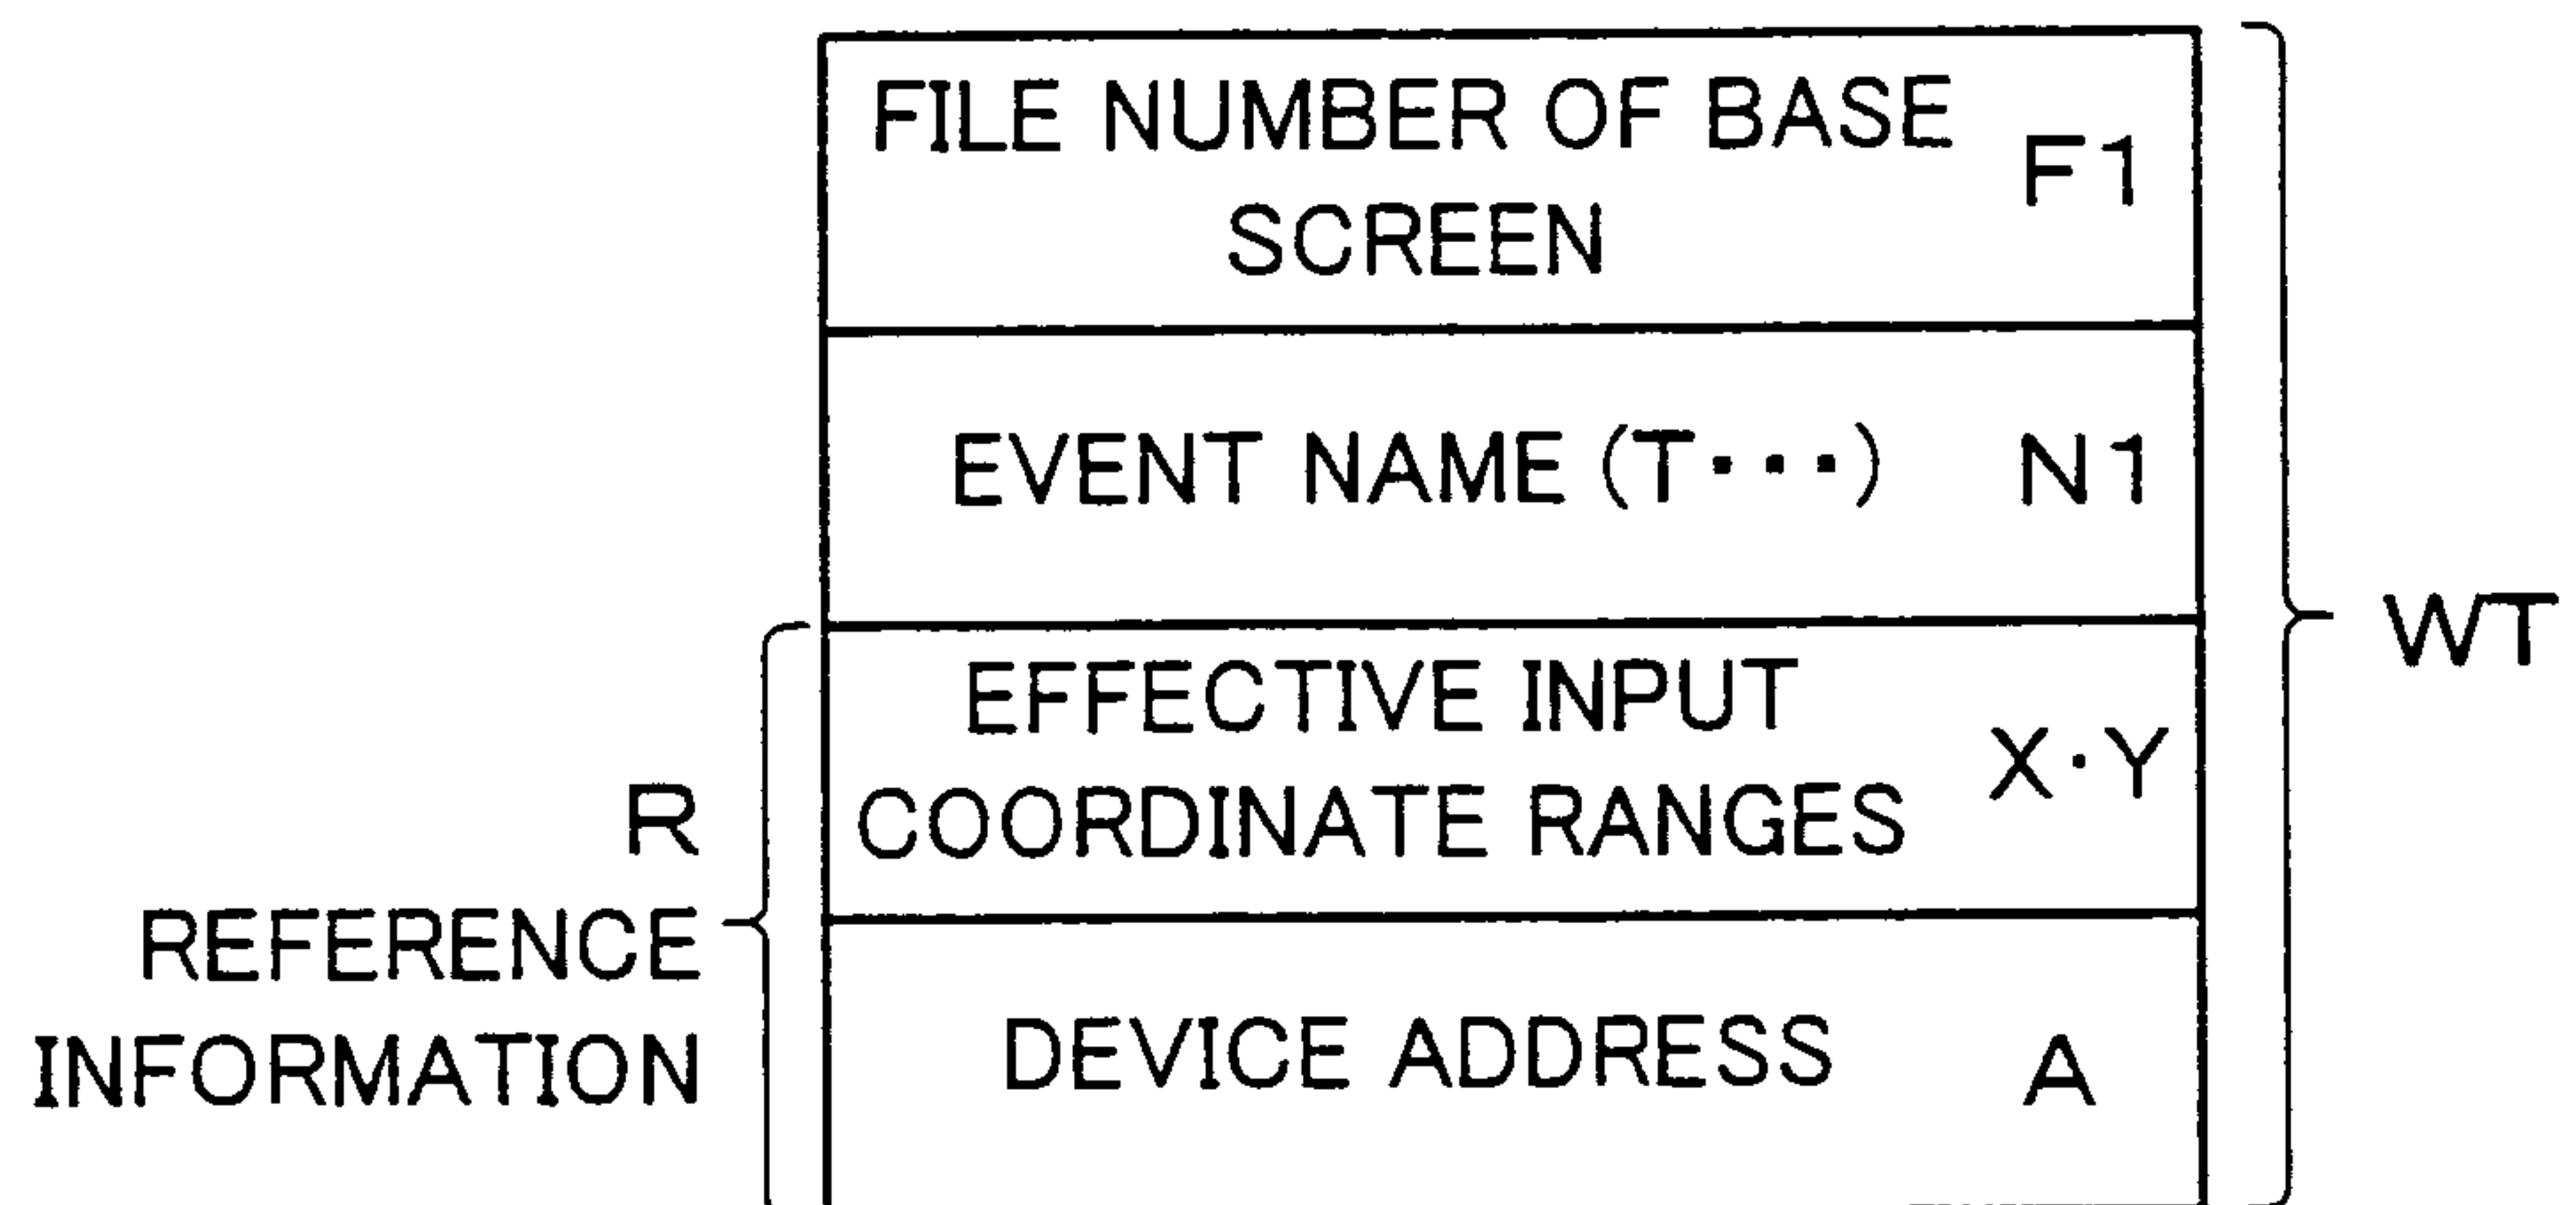 FILE NUMBER OF BASE
SCREEN
F1
EVENT NAME (T···) N1
WT
EFFECTIVE INPUT
COORDINATE RANGES
X·Y
R
REFERENCE
INFORMATION
DEVICE ADDRESS A